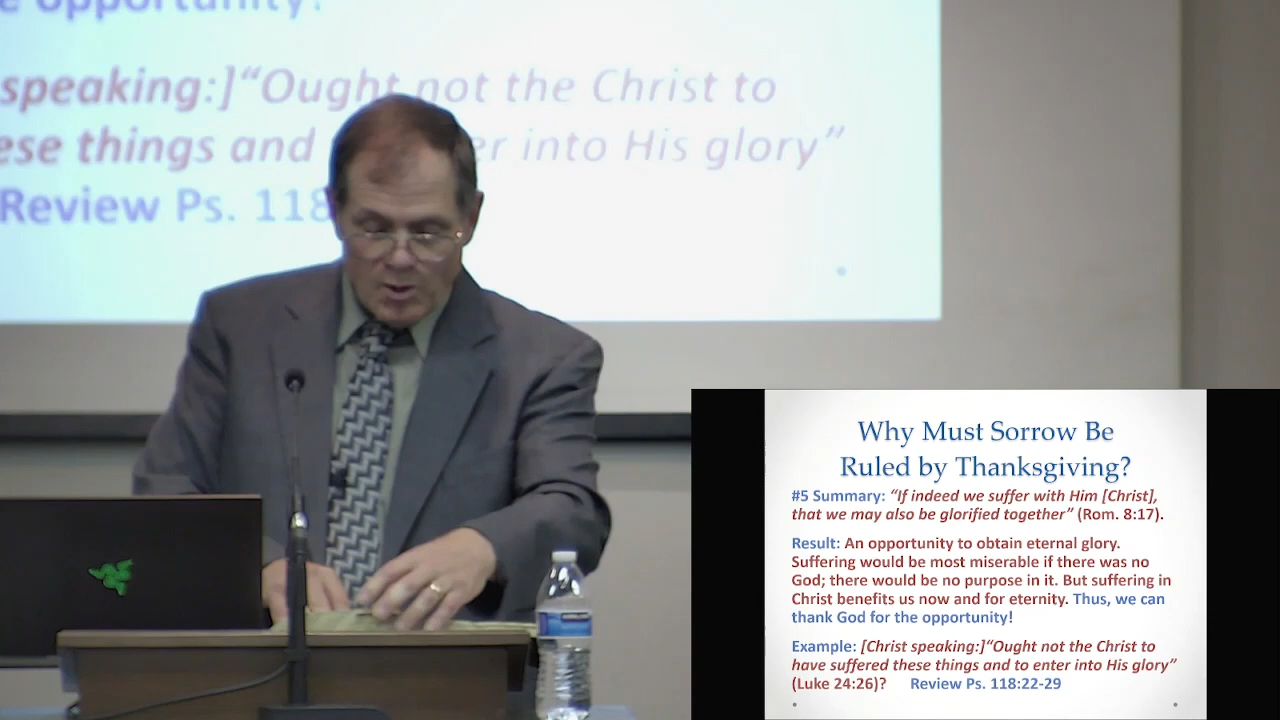 e opportunity!
speaking:]“Ought not the Christ to
ese things and er into His glory”
Review Ps. 118
Why Must Sorrow Be
Ruled by Thanksgiving?
#5 Summary: “If indeed we suffer with Him [Christ],
that we may also be glorified together” (Rom. 8:17).
Result: An opportunity to obtain eternal glory.
Suffering would be most miserable if there was no
God; there would be no purpose in it. But suffering in
Christ benefits us now and for eternity. Thus, we can
thank God for the opportunity!
Example: [Christ speaking:]“Ought not the Christ to
have suffered these things and to enter into His glory”
(Luke 24:26)? Review Ps. 118:22-29